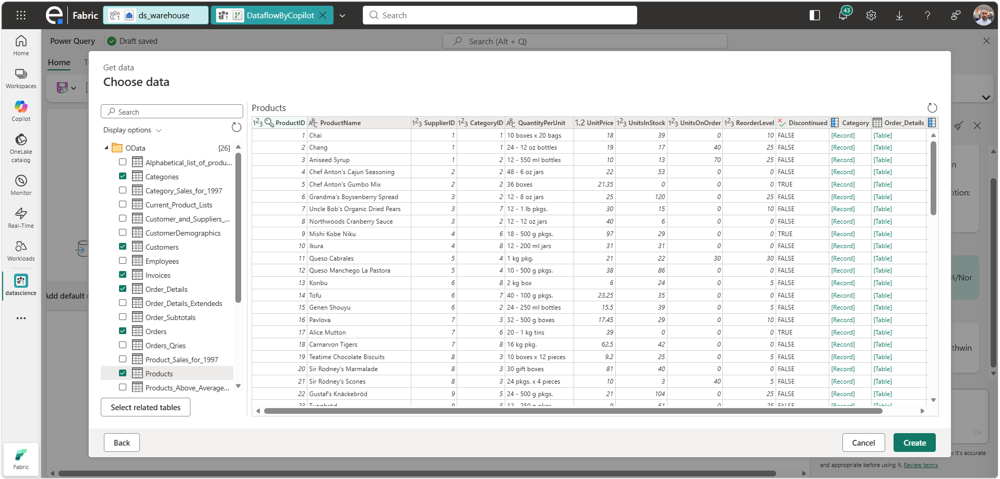 Fabric ds_warehouse DataflowByCopilot Search 43
Power Query Draft saved Search (Alt + Q)
Home
Home
Workspaces
Copilot
OneLake
catalog
Monitor
Real-Time
Workloads
datascience
Fabric
Add default
Get data
Choose data
Search
Display options
OData [26]
Alphabetical_list_of_produ...
Categories
Category_Sales_for_1997
Current_Product_Lists
Customer_and_Suppliers_...
CustomerDemographics
Customers
Employees
Invoices
Order_Details
Order_Details_Extendeds
Order_Subtotals
Orders
Orders_Qries
Product_Sales_for_1997
Products
Products_Above_Average...
Select related tables
Products
123 ProductID ABC ProductName 123 SupplierID 123 CategoryID ABC QuantityPerUnit 1.2 UnitPrice 123 UnitsInStock 123 UnitsOnOrder 123 ReorderLevel Discontinued Category Order_Details
1 Chai 1 1 10 boxes x 20 bags 18 39 0 10 FALSE [Record] [Table]
2 Chang 1 1 24 - 12 oz bottles 19 17 40 25 FALSE [Record] [Table]
3 Aniseed Syrup 1 2 12 - 550 ml bottles 10 13 70 25 FALSE [Record] [Table]
4 Chef Anton's Cajun Seasoning 2 2 48 - 6 oz jars 22 53 0 0 FALSE [Record] [Table]
5 Chef Anton's Gumbo Mix 2 2 36 boxes 21.35 0 0 0 TRUE [Record] [Table]
6 Grandma's Boysenberry Spread 3 2 12 - 8 oz jars 25 120 0 25 FALSE [Record] [Table]
7 Uncle Bob's Organic Dried Pears 3 7 12 - 1 lb pkgs. 30 15 0 10 FALSE [Record] [Table]
8 Northwoods Cranberry Sauce 3 2 12 - 12 oz jars 40 6 0 0 FALSE [Record] [Table]
9 Mishi Kobe Niku 4 6 18 - 500 g pkgs. 97 29 0 0 TRUE [Record] [Table]
10 Ikura 4 8 12 - 200 ml jars 31 31 0 0 FALSE [Record] [Table]
11 Queso Cabrales 5 4 1 kg pkg. 21 22 30 30 FALSE [Record] [Table]
12 Queso Manchego La Pastora 5 4 10 - 500 g pkgs. 38 86 0 0 FALSE [Record] [Table]
13 Konbu 6 8 2 kg box 6 24 0 5 FALSE [Record] [Table]
14 Tofu 6 7 40 - 100 g pkgs. 23.25 35 0 0 FALSE [Record] [Table]
15 Genen Shouyu 6 2 24 - 250 ml bottles 15.5 39 0 5 FALSE [Record] [Table]
16 Pavlova 7 3 32 - 500 g boxes 17.45 29 0 10 FALSE [Record] [Table]
17 Alice Mutton 7 6 20 - 1 kg tins 39 0 0 0 TRUE [Record] [Table]
18 Carnarvon Tigers 7 8 16 kg pkg. 62.5 42 0 0 FALSE [Record] [Table]
19 Teatime Chocolate Biscuits 8 3 10 boxes x 12 pieces 9.2 25 0 5 FALSE [Record] [Table]
20 Sir Rodney's Marmalade 8 3 30 gift boxes 81 40 0 0 FALSE [Record] [Table]
21 Sir Rodney's Scones 8 3 24 pkgs. x 4 pieces 10 3 40 5 FALSE [Record] [Table]
22 Gustaf's Knäckebröd 9 5 24 - 500 g pkgs. 21 104 0 25 FALSE [Record] [Table]
23 Tunnbröd 9 5 12 - 250 g pkgs. 9 61 0 25 FALSE [Record] [Table]
Back Cancel Create
ption:
4/Nor
thwin
e it's accurate
and appropriate before using it. Review terms